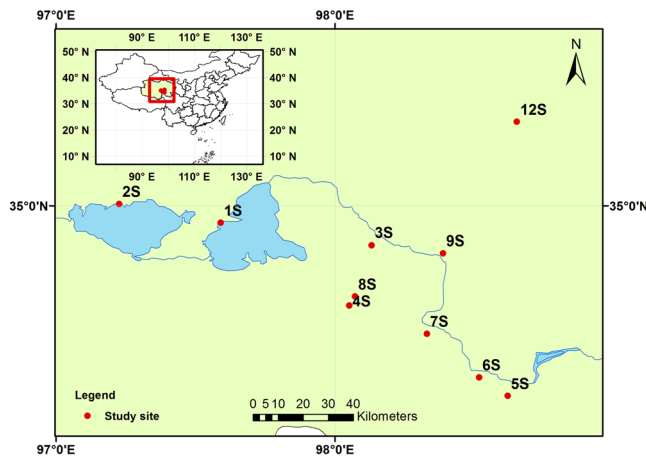 97°0'E 98°0'E
90°E 110°E 130°E
50°N 50°N
40°N 40°N
30°N 30°N
20°N 20°N
10°N 10°N
90°E 110°E 130°E
N
12S
2S
35°0'N 35°0'N
1S
3S
9S
8S
4S
7S
6S
5S
Legend
Study site
0 5 10 20 30 40
Kilometers
97°0'E 98°0'E